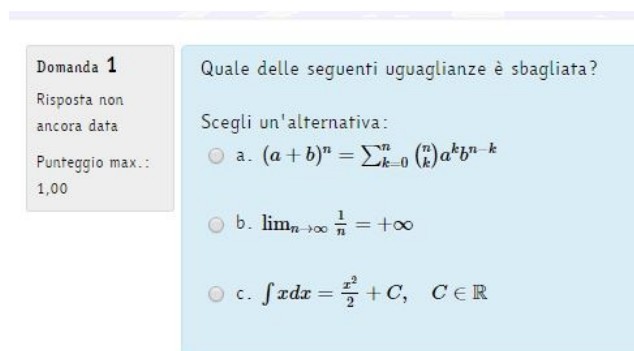 Domanda 1
Risposta non
ancora data
Punteggio max.:
1,00
Quale delle seguenti uguaglianze è sbagliata?
Scegli un'alternativa:
a. $(a+b)^n = \sum_{k=0}^{n} \binom{n}{k} a^k b^{n-k}$
b. $\lim_{n \to \infty} \frac{1}{n} = +\infty$
c. $\int x dx = \frac{x^2}{2} + C, \quad C \in \mathbb{R}$